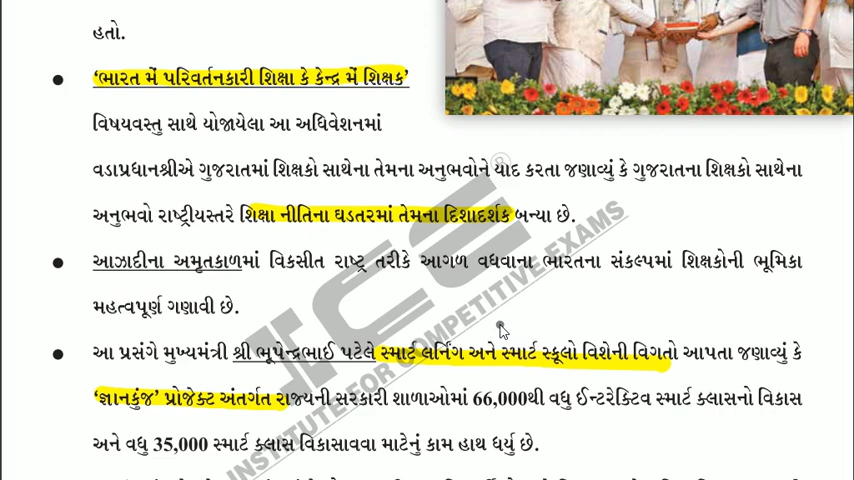 હતો.
● ‘ભારત મેં પરિવર્તનકારી શિક્ષા કે કેન્દ્ર મેં શિક્ષક’
વિષયવસ્તુ સાથે યોજાયેલા આ અધિવેશનમાં
વડાપ્રધાનશ્રીએ ગુજરાતમાં શિક્ષકો સાથેના તેમના અનુભવોને યાદ કરતા જણાવ્યું કે ગુજરાતના શિક્ષકો સાથેના
અનુભવો રાષ્ટ્રીયસ્તરે શિક્ષા નીતિના ઘડતરમાં તેમના દિશાદર્શક બન્યા છે.
● આઝાદીના અમૃતકાળમાં વિકસીત રાષ્ટ્ર તરીકે આગળ વધવાના ભારતના સંકલ્પમાં શિક્ષકોની ભૂમિકા
મહત્વપૂર્ણ ગણાવી છે.
● આ પ્રસંગે મુખ્યમંત્રી શ્રી ભૂપેન્દ્રભાઈ પટેલે સ્માર્ટ લર્નિંગ અને સ્માર્ટ સ્કૂલો વિશેની વિગતો આપતા જણાવ્યું કે
‘જ્ઞાનકુંજ’ પ્રોજેક્ટ અંતર્ગત રાજ્યની સરકારી શાળાઓમાં 66,000થી વધુ ઈન્ટરેક્ટિવ સ્માર્ટ ક્લાસનો વિકાસ
અને વધુ 35,000 સ્માર્ટ ક્લાસ વિકાસાવવા માટેનું કામ હાથ ધર્યુ છે.
ICE ®
INSTITUTE FOR COMPETITIVE EXAMS